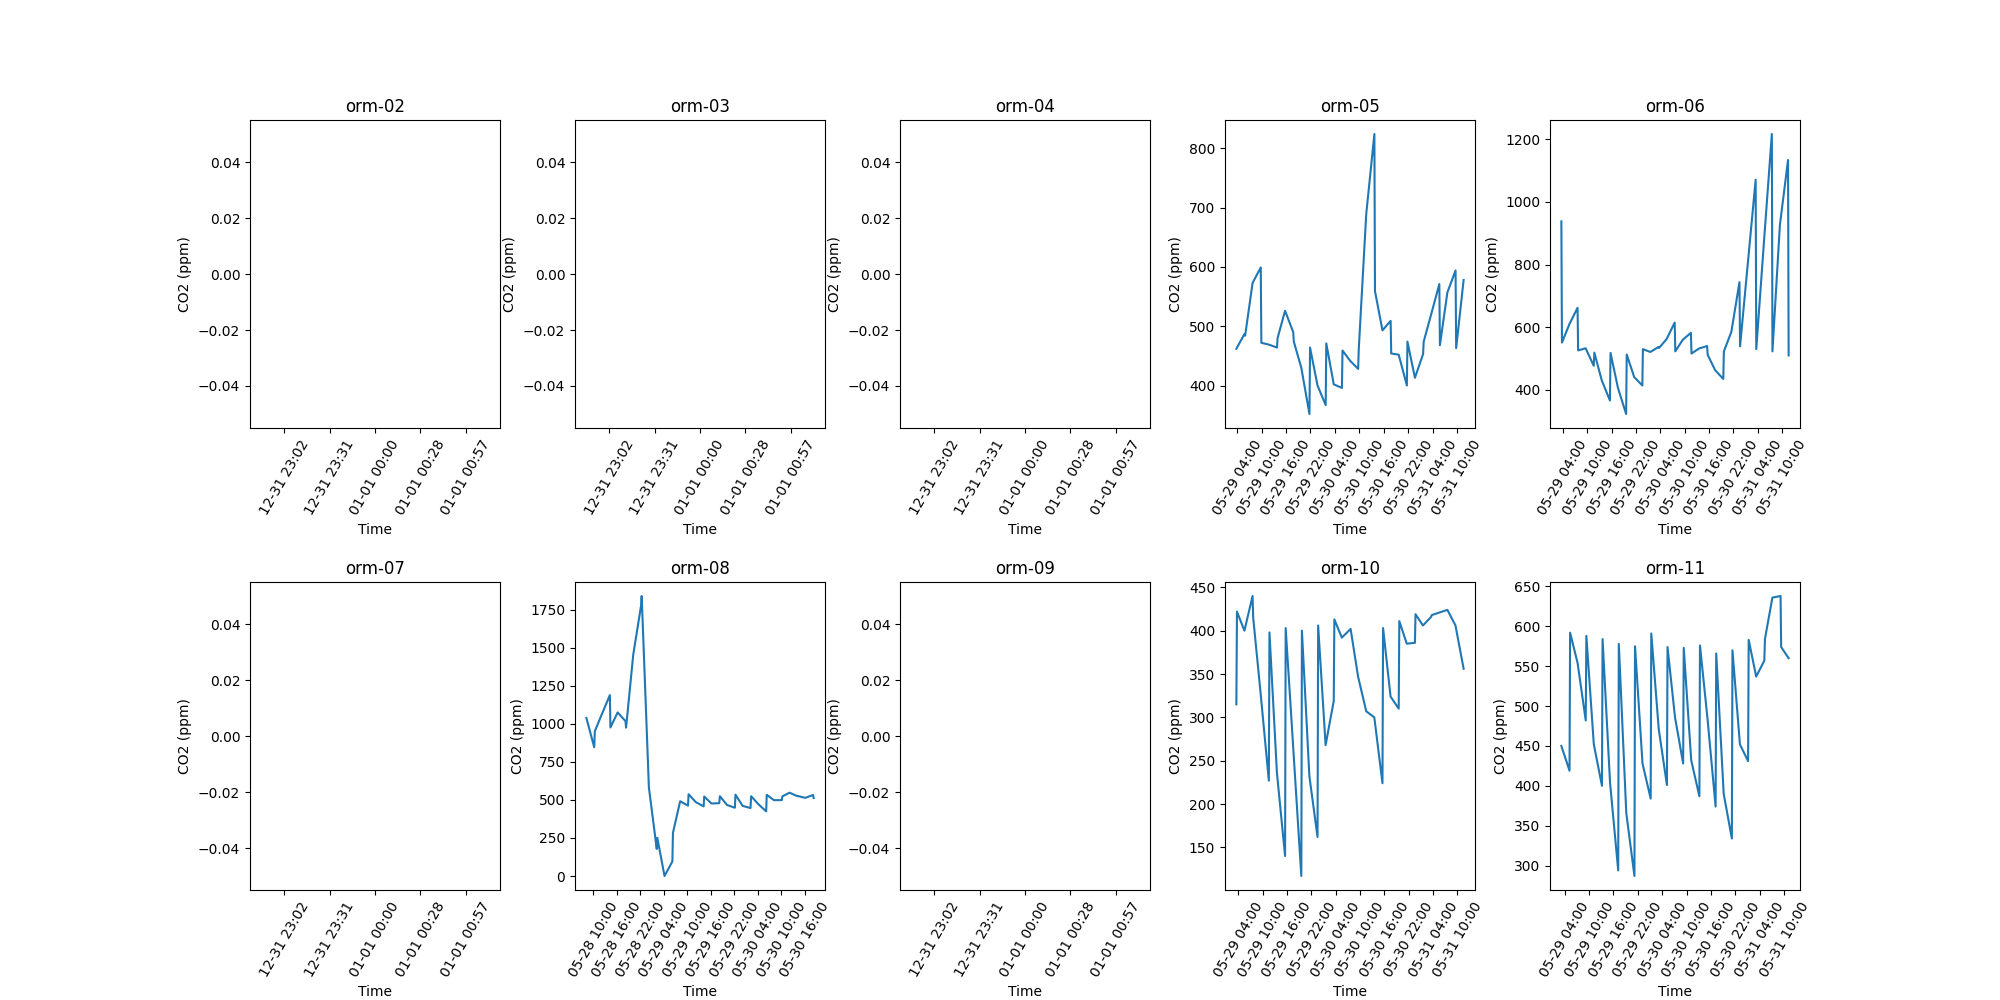 orm-02 orm-03 orm-04 orm-05 orm-06
CO2 (ppm)
0.04
0.02
0.00
−0.02
−0.04
12-31 23:02 12-31 23:31 01-01 00:00 01-01 00:28 01-01 00:57
Time
CO2 (ppm)
0.04
0.02
0.00
−0.02
−0.04
12-31 23:02 12-31 23:31 01-01 00:00 01-01 00:28 01-01 00:57
Time
CO2 (ppm)
0.04
0.02
0.00
−0.02
−0.04
12-31 23:02 12-31 23:31 01-01 00:00 01-01 00:28 01-01 00:57
Time
CO2 (ppm)
800
700
600
500
400
05-29 04:00 05-29 10:00 05-29 16:00 05-29 22:00 05-30 04:00 05-30 10:00 05-30 16:00 05-30 22:00 05-31 04:00 05-31 10:00
Time
CO2 (ppm)
1200
1000
800
600
400
05-29 04:00 05-29 10:00 05-29 16:00 05-29 22:00 05-30 04:00 05-30 10:00 05-30 16:00 05-30 22:00 05-31 04:00 05-31 10:00
Time
orm-07 orm-08 orm-09 orm-10 orm-11
CO2 (ppm)
0.04
0.02
0.00
−0.02
−0.04
12-31 23:02 12-31 23:31 01-01 00:00 01-01 00:28 01-01 00:57
Time
CO2 (ppm)
1750
1500
1250
1000
750
500
250
0
05-28 10:00 05-28 16:00 05-28 22:00 05-29 04:00 05-29 10:00 05-29 16:00 05-29 22:00 05-30 04:00 05-30 10:00 05-30 16:00
Time
CO2 (ppm)
0.04
0.02
0.00
−0.02
−0.04
12-31 23:02 12-31 23:31 01-01 00:00 01-01 00:28 01-01 00:57
Time
CO2 (ppm)
450
400
350
300
250
200
150
05-29 04:00 05-29 10:00 05-29 16:00 05-29 22:00 05-30 04:00 05-30 10:00 05-30 16:00 05-30 22:00 05-31 04:00 05-31 10:00
Time
CO2 (ppm)
650
600
550
500
450
400
350
300
05-29 04:00 05-29 10:00 05-29 16:00 05-29 22:00 05-30 04:00 05-30 10:00 05-30 16:00 05-30 22:00 05-31 04:00 05-31 10:00
Time